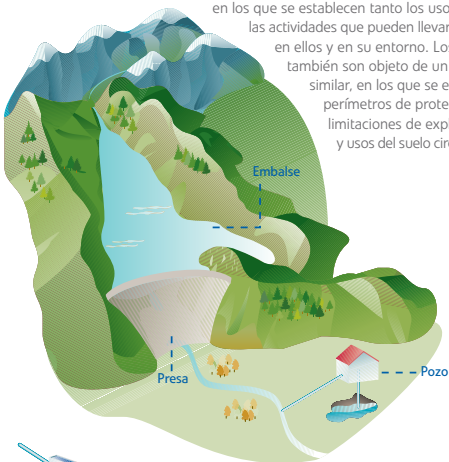 en los que se establecen tanto los uso
las actividades que pueden llevar
en ellos y en su entorno. Los
también son objeto de un
similar, en los que se e
perímetros de prote
limitaciones de expl
y usos del suelo cir
Embalse
Presa
Pozo